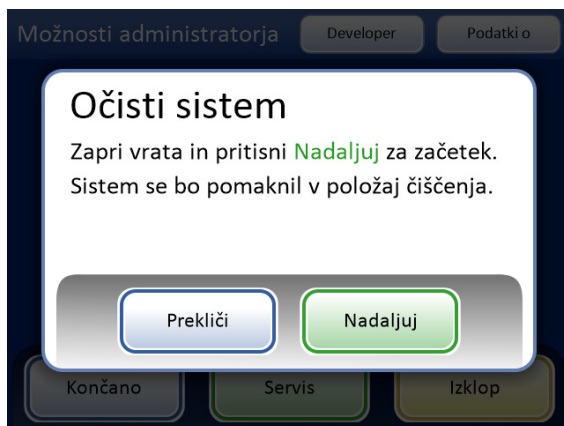 Možnosti administratorja Developer Podatki o
Očisti sistem
Zapri vrata in pritisni Nadaljuj za začetek.
Sistem se bo pomaknil v položaj čiščenja.
Prekliči Nadaljuj
Končano Servis Izklop